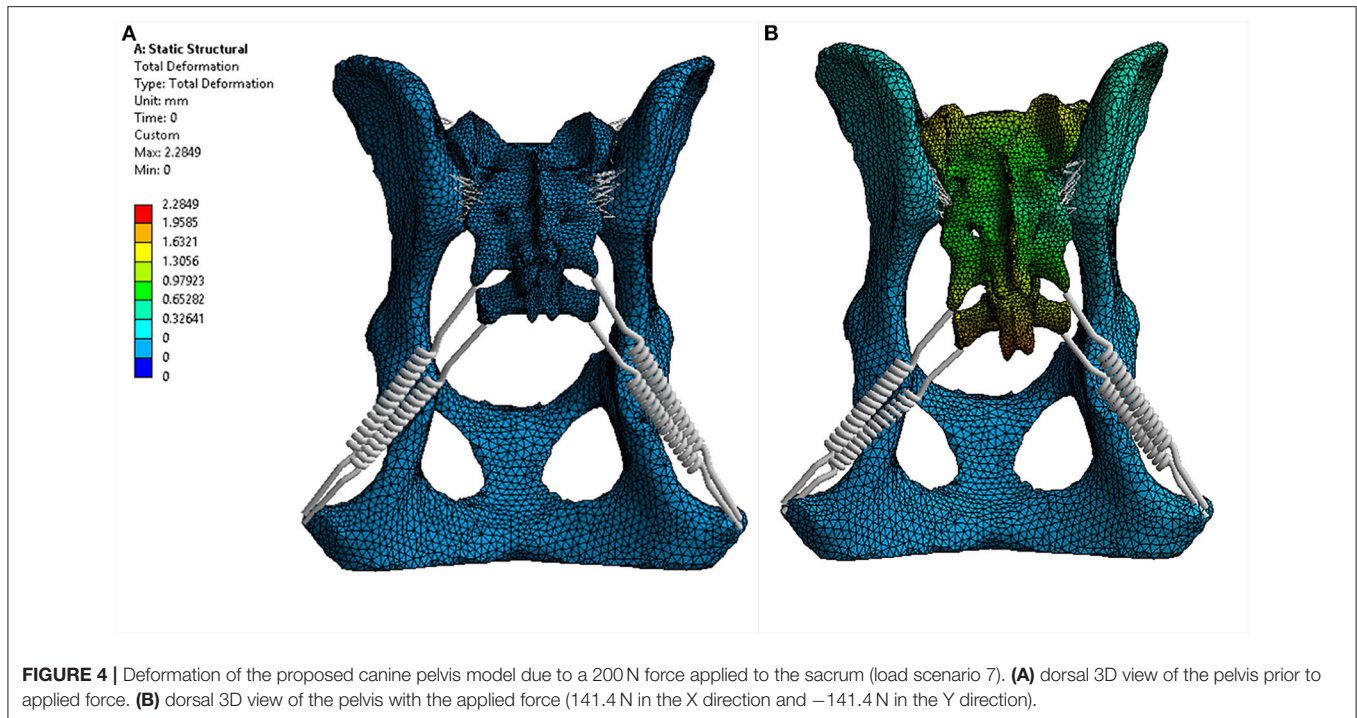 A
A: Static Structural
Total Deformation
Type: Total Deformation
Unit: mm
Time: 0
Custom
Max: 2.2849
Min: 0
2.2849
1.9585
1.6321
1.3056
0.97923
0.65282
0.32641
0
0
0
B
FIGURE 4 | Deformation of the proposed canine pelvis model due to a 200 N force applied to the sacrum (load scenario 7). (A) dorsal 3D view of the pelvis prior to
applied force. (B) dorsal 3D view of the pelvis with the applied force (141.4 N in the X direction and −141.4 N in the Y direction).